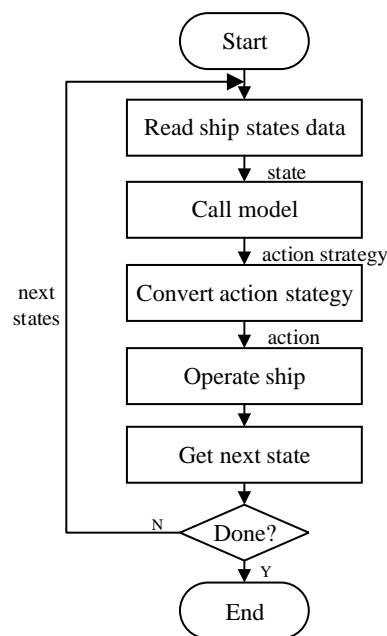 Start
Read ship states data
state
Call model
action strategy
Convert action stategy
action
Operate ship
Get next state
next
states
N
Done?
Y
End